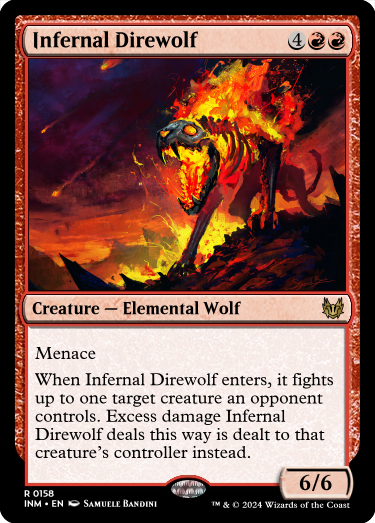 Infernal Direwolf 4
Creature — Elemental Wolf
Menace
When Infernal Direwolf enters, it fights
up to one target creature an opponent
controls. Excess damage Infernal
Direwolf deals this way is dealt to that
creature's controller instead.
6/6
R 0158
INM • EN Samuele Bandini
™ & © 2024 Wizards of the Coast